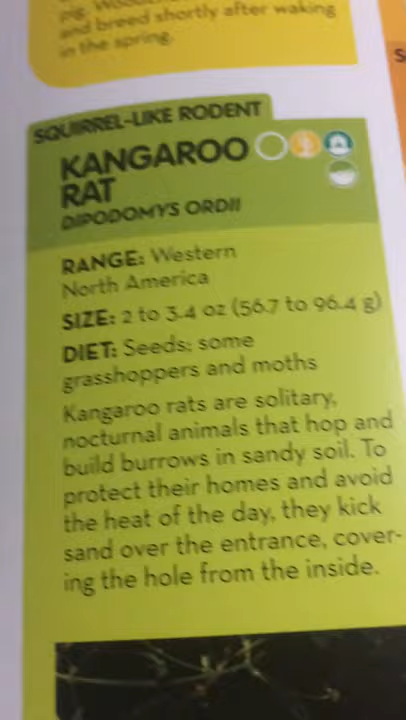 and breed shortly after waking
in the spring.
S
SQUIRREL-LIKE RODENT
KANGAROO
RAT
DIPODOMYS ORDII
RANGE: Western
North America
SIZE: 2 to 3.4 oz (56.7 to 96.4 g)
DIET: Seeds; some
grasshoppers and moths
Kangaroo rats are solitary,
nocturnal animals that hop and
build burrows in sandy soil. To
protect their homes and avoid
the heat of the day, they kick
sand over the entrance, cover-
ing the hole from the inside.